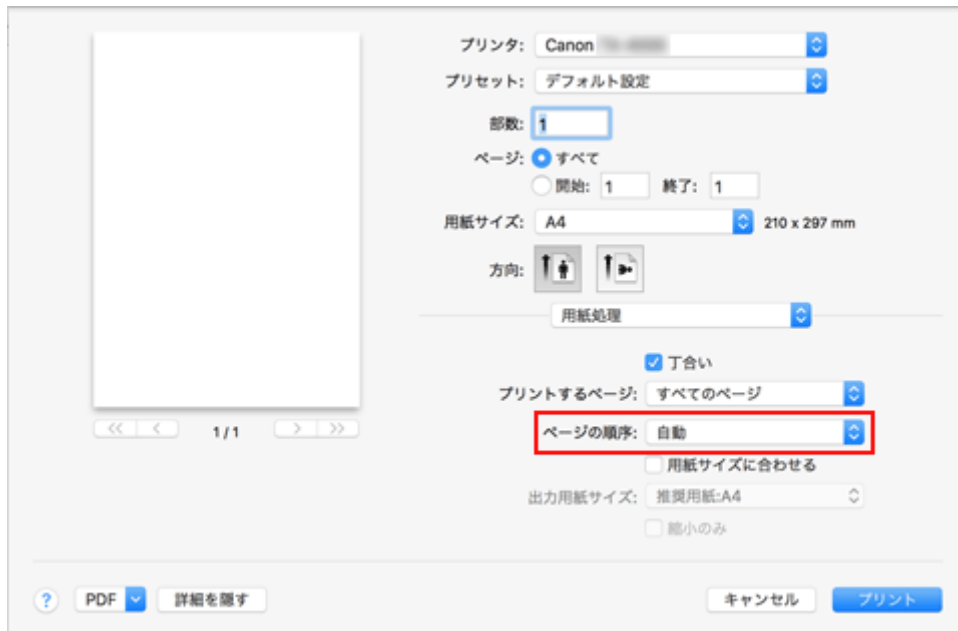 プリンタ: Canon
プリセット: デフォルト設定
部数: 1
ページ: すべて
開始: 1 終了: 1
用紙サイズ: A4 210 x 297 mm
方向:
用紙処理
丁合い
プリントするページ: すべてのページ
ページの順序: 自動
用紙サイズに合わせる
出力用紙サイズ: 推奨用紙:A4
縮小のみ
<< < 1 / 1 > >>
? PDF 詳細を隠す キャンセル プリント